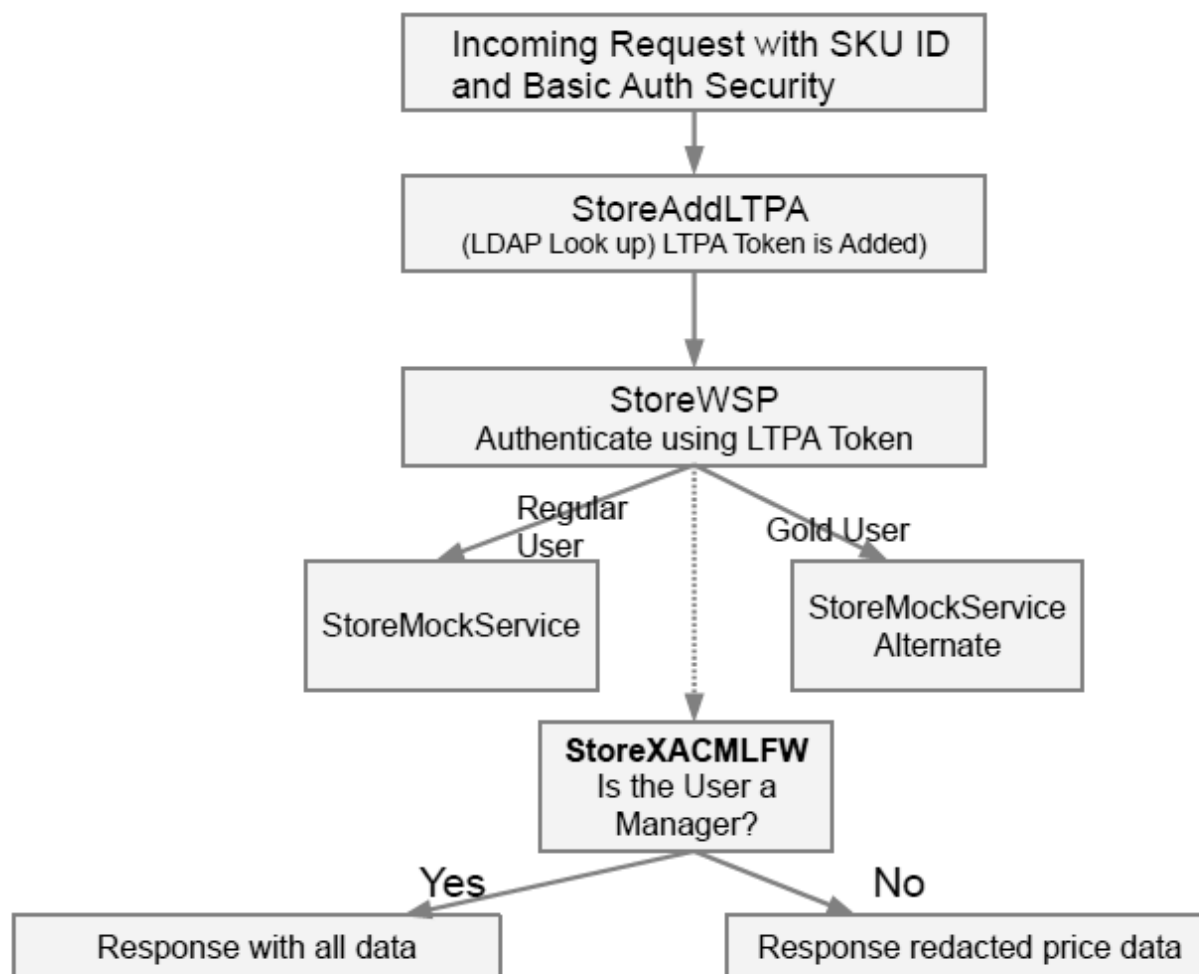 Incoming Request with SKU ID
and Basic Auth Security
StoreAddLTPA
(LDAP Look up) LTPA Token is Added)
StoreWSP
Authenticate using LTPA Token
Regular
User
Gold User
StoreMockService
StoreMockService
Alternate
StoreXACMLFW
Is the User a
Manager?
Yes
No
Response with all data
Response redacted price data